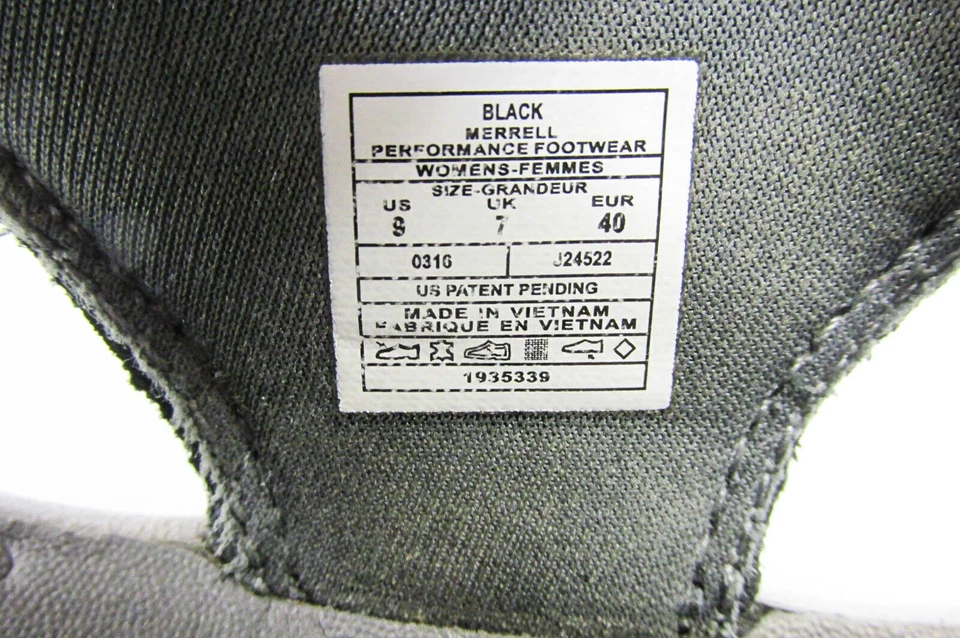 BLACK
MERRELL
PERFORMANCE FOOTWEAR
WOMENS-FEMMES
SIZE-GRANDEUR
US UK EUR
9 7 40
0316 J24522
US PATENT PENDING
MADE IN VIETNAM
FABRIQUE EN VIETNAM
1935339